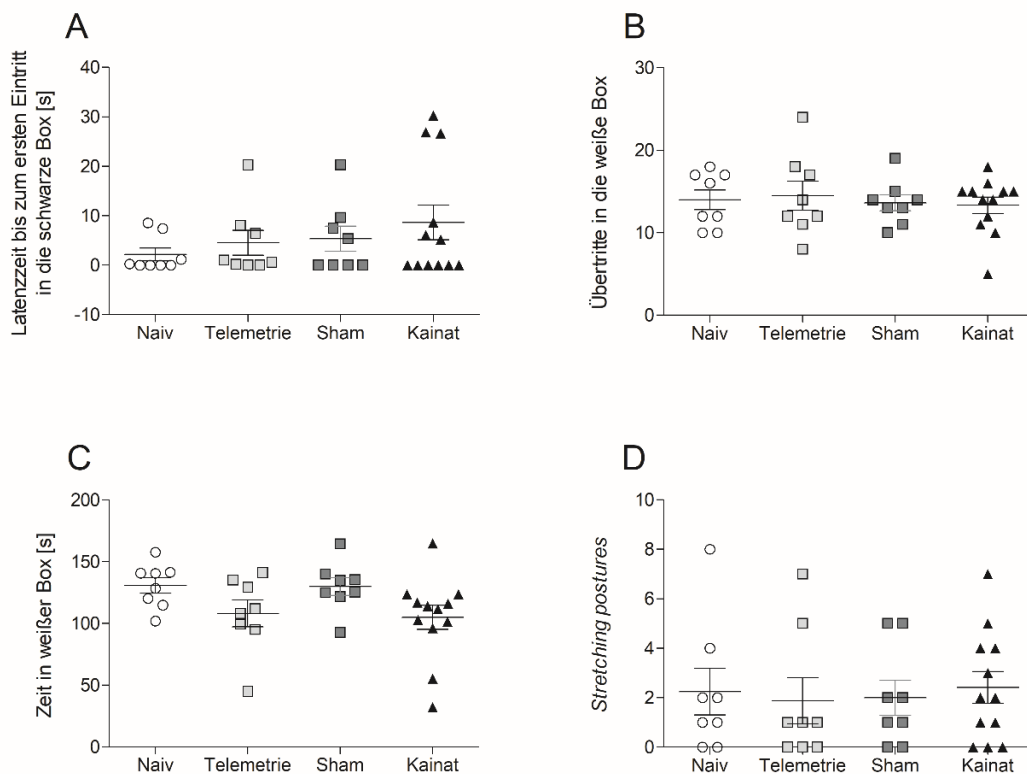 A
Latenzzeit bis zum ersten Eintritt
in die schwarze Box [s]
40
30
20
10
0
-10
Naiv Telemetrie Sham Kainat
B
Übertritte in die weiße Box
30
20
10
0
Naiv Telemetrie Sham Kainat
C
Zeit in weißer Box [s]
200
150
100
50
0
Naiv Telemetrie Sham Kainat
D
Stretching postures
10
8
6
4
2
0
Naiv Telemetrie Sham Kainat